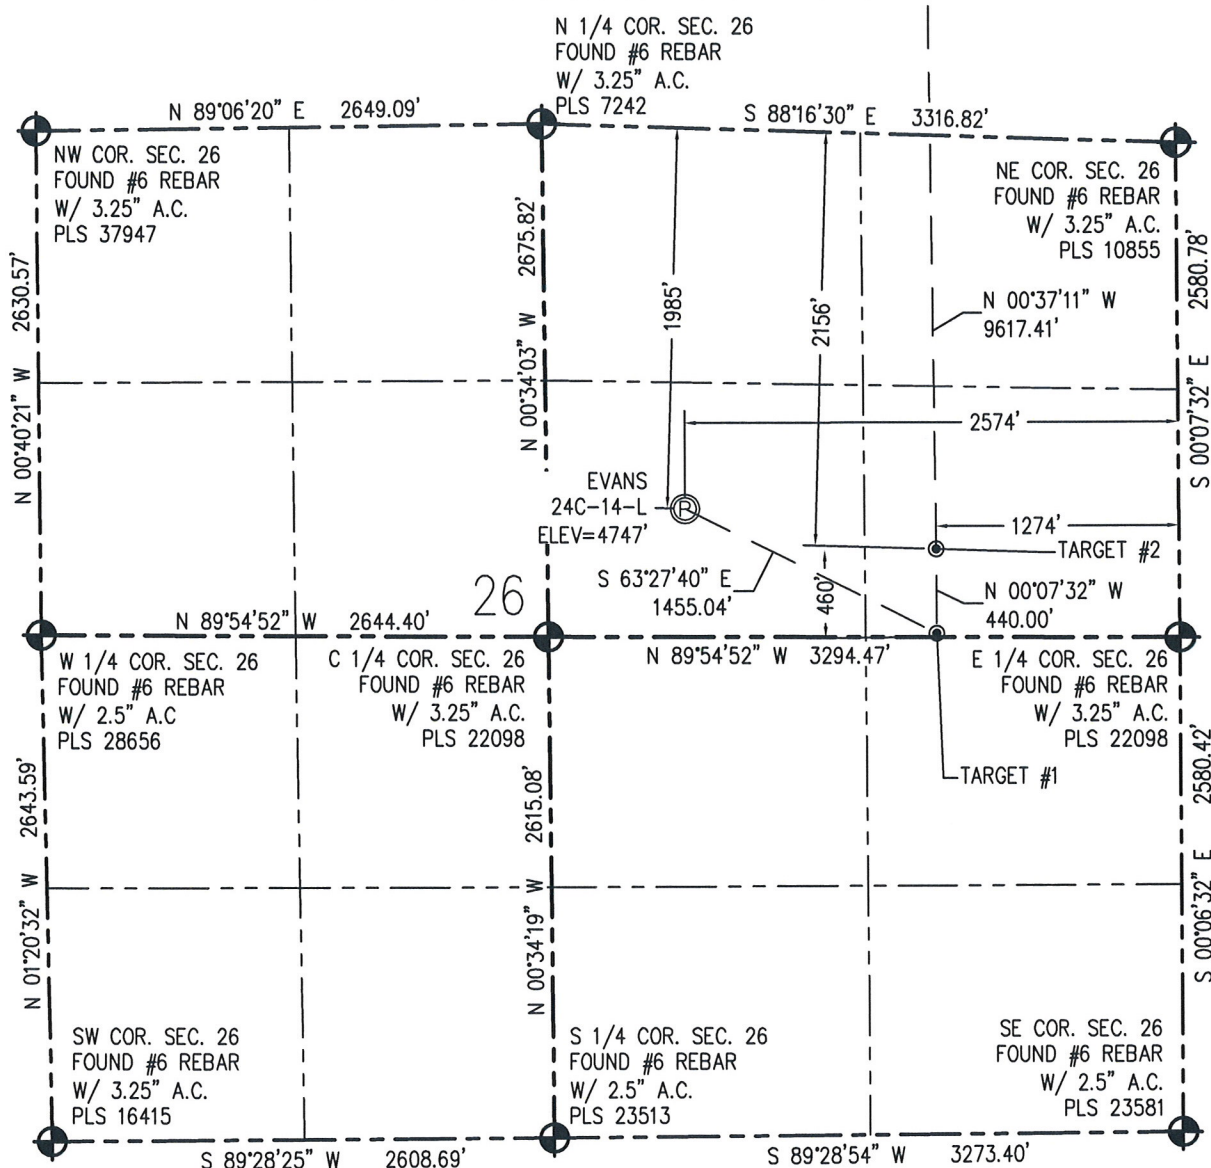 N 1/4 COR. SEC. 26
FOUND #6 REBAR
W/ 3.25" A.C.
PLS 7242
N 89°06'20" E 2649.09'
S 88°16'30" E 3316.82'
NW COR. SEC. 26
FOUND #6 REBAR
W/ 3.25" A.C.
PLS 37947
NE COR. SEC. 26
FOUND #6 REBAR
W/ 3.25" A.C.
PLS 10855
N 00°40'21" W 2630.57'
N 00°34'03" W 2675.82'
1985'
2156'
N 00°37'11" W
9617.41'
S 00°07'32" E 2580.78'
2574'
EVANS
24C-14-L
ELEV=4747'
P
1274'
TARGET #2
S 63°27'40" E
1455.04'
460'
N 00°07'32" W
440.00'
26
N 89°54'52" W 2644.40'
N 89°54'52" W 3294.47'
W 1/4 COR. SEC. 26
FOUND #6 REBAR
W/ 2.5" A.C
PLS 28656
C 1/4 COR. SEC. 26
FOUND #6 REBAR
W/ 3.25" A.C.
PLS 22098
E 1/4 COR. SEC. 26
FOUND #6 REBAR
W/ 3.25" A.C.
PLS 22098
TARGET #1
N 01°20'32" W 2643.59'
N 00°34'19" W 2615.08'
S 00°06'32" E 2580.42'
SW COR. SEC. 26
FOUND #6 REBAR
W/ 3.25" A.C.
PLS 16415
S 1/4 COR. SEC. 26
FOUND #6 REBAR
W/ 2.5" A.C.
PLS 23513
SE COR. SEC. 26
FOUND #6 REBAR
W/ 2.5" A.C.
PLS 23581
S 89°28'25" W 2608.69'
S 89°28'54" W 3273.40'